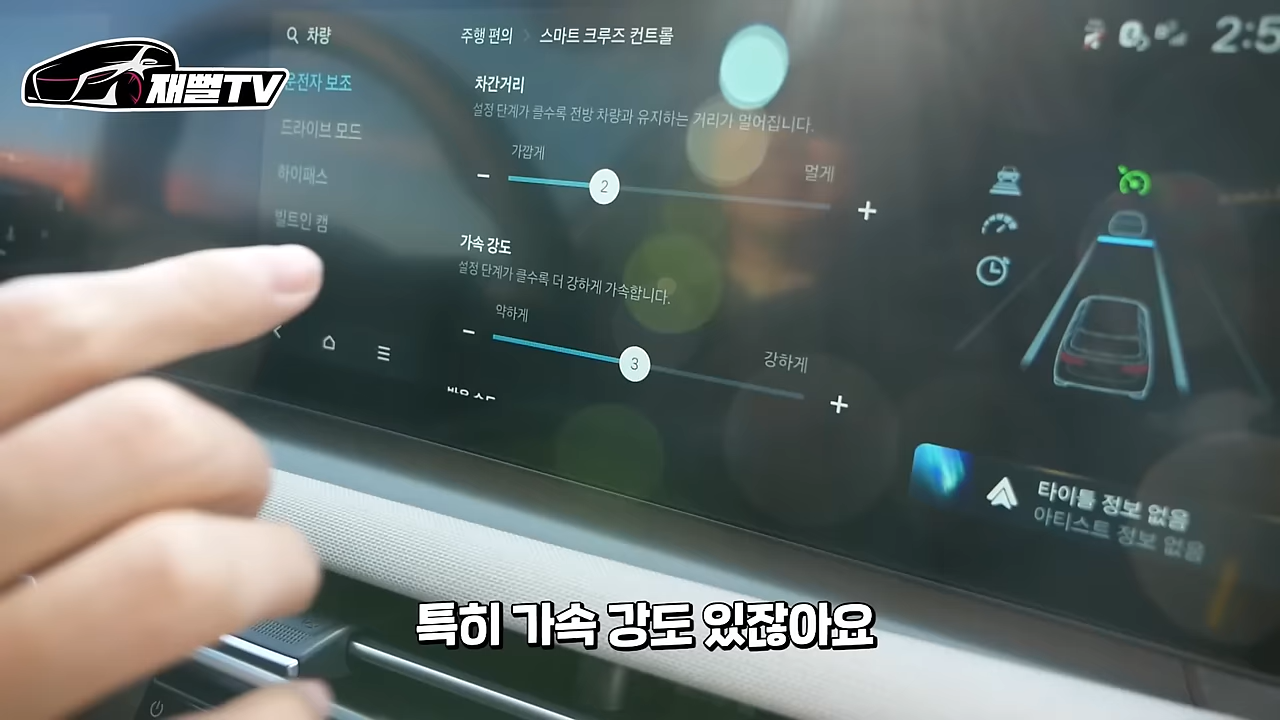 재뻘TV
차량
운전자 보조
드라이브 모드
하이패스
빌트인 캠
주행 편의 > 스마트 크루즈 컨트롤
차간거리
설정 단계가 클수록 전방 차량과 유지하는 거리가 멀어집니다.
가깝게
멀게
− 2 +
가속 강도
설정 단계가 클수록 더 강하게 가속합니다.
약하게
강하게
− 3 +
2:5
타이틀 정보 없음
아티스트 정보 없음
특히 가속 강도 있잖아요